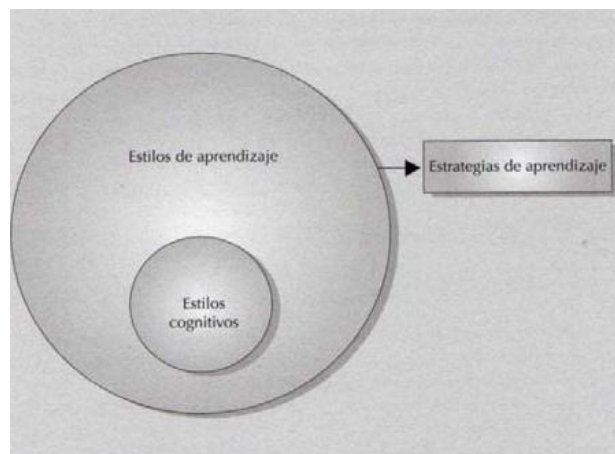 Estilos de aprendizaje
Estrategias de aprendizaje
Estilos
cognitivos